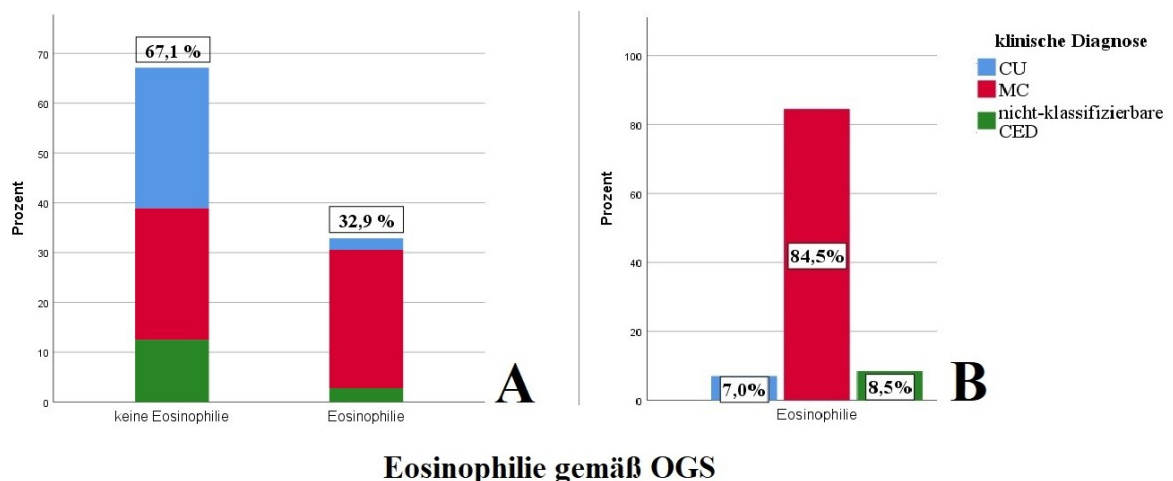 67,1 %
32,9 %
Prozent
70
60
50
40
30
20
10
0
keine Eosinophilie
Eosinophilie
A
Prozent
100
80
60
40
20
0
7,0%
84,5%
8,5%
Eosinophilie
B
klinische Diagnose
CU
MC
nicht-klassifizierbare
CED
Eosinophilie gemäß OGS